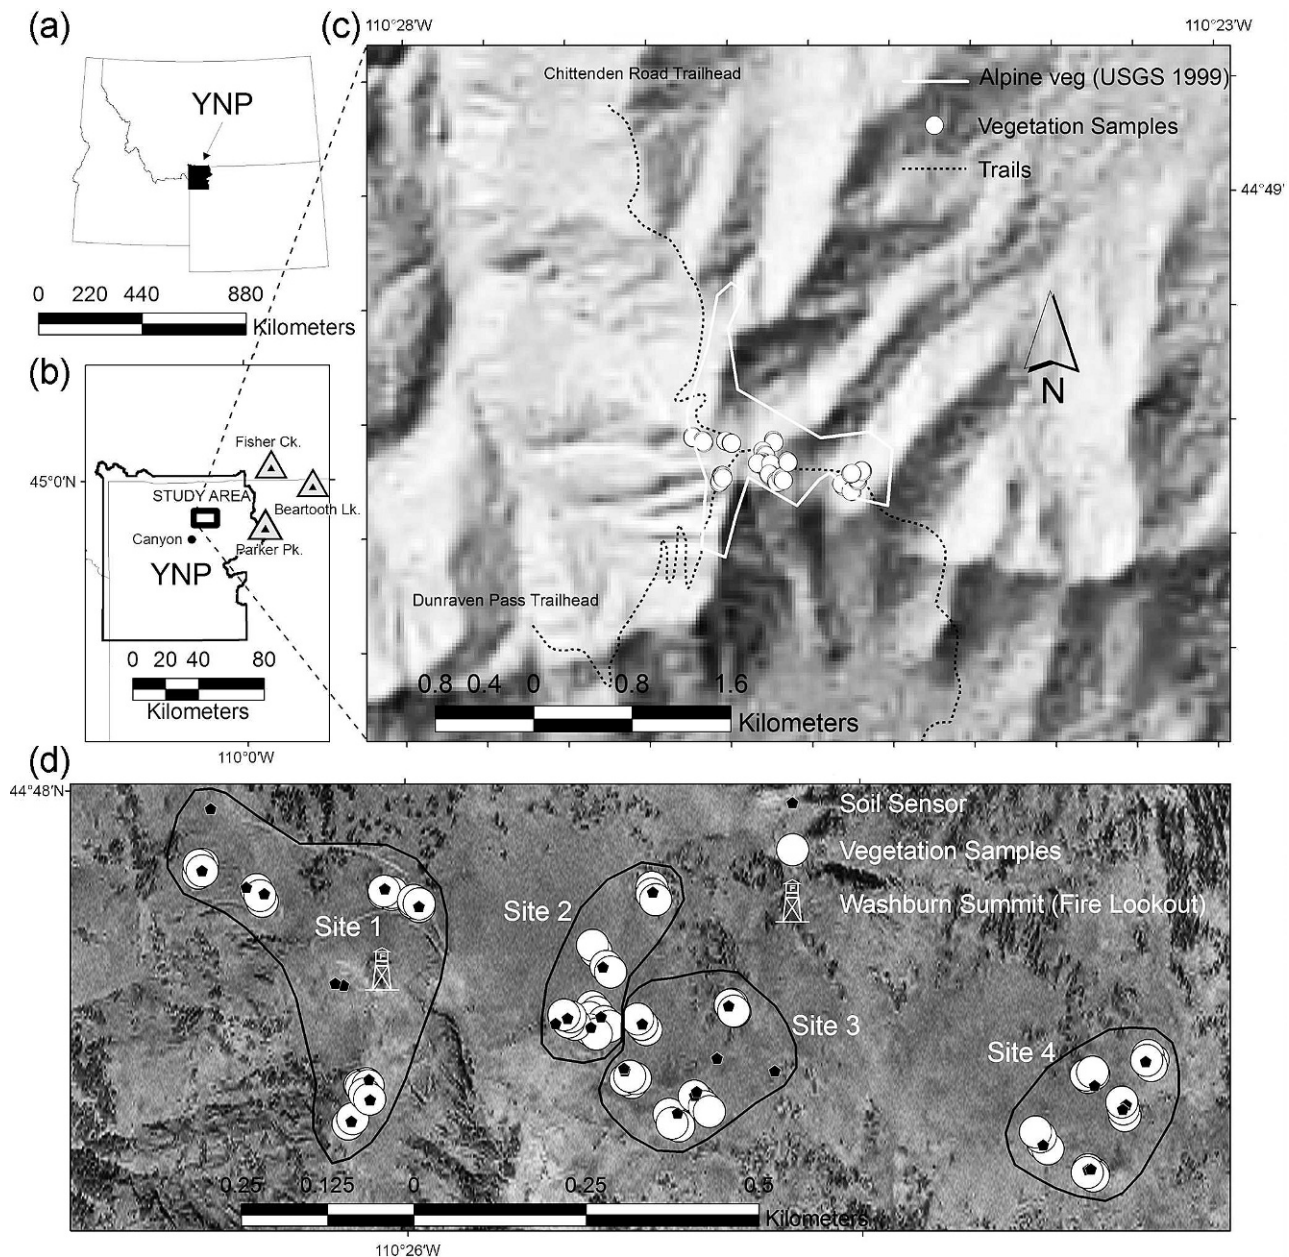 (a)
YNP
0 220 440 880
Kilometers
(b)
Fisher Ck.
45°0'N
STUDY AREA
Beartooth Lk.
Canyon
Parker Pk.
YNP
0 20 40 80
Kilometers
110°0'W
(c)
110°28'W
110°23'W
Chittenden Road Trailhead
Alpine veg (USGS 1999)
Vegetation Samples
Trails
44°49'
N
Dunraven Pass Trailhead
0.8 0.4 0 0.8 1.6
Kilometers
(d)
44°48'N
Soil Sensor
Vegetation Samples
Washburn Summit (Fire Lookout)
Site 1
Site 2
Site 3
Site 4
0.25 0.125 0 0.25 0.5
Kilometers
110°26'W